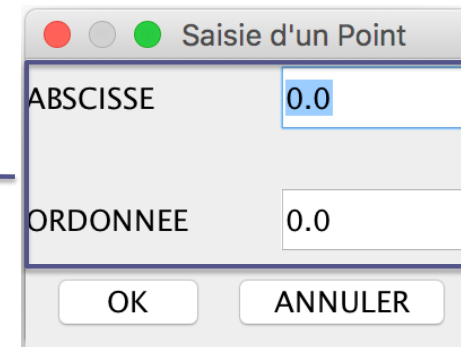 Saisie d'un Point
ABSCISSE 0.0
ORDONNEE 0.0
OK ANNULER